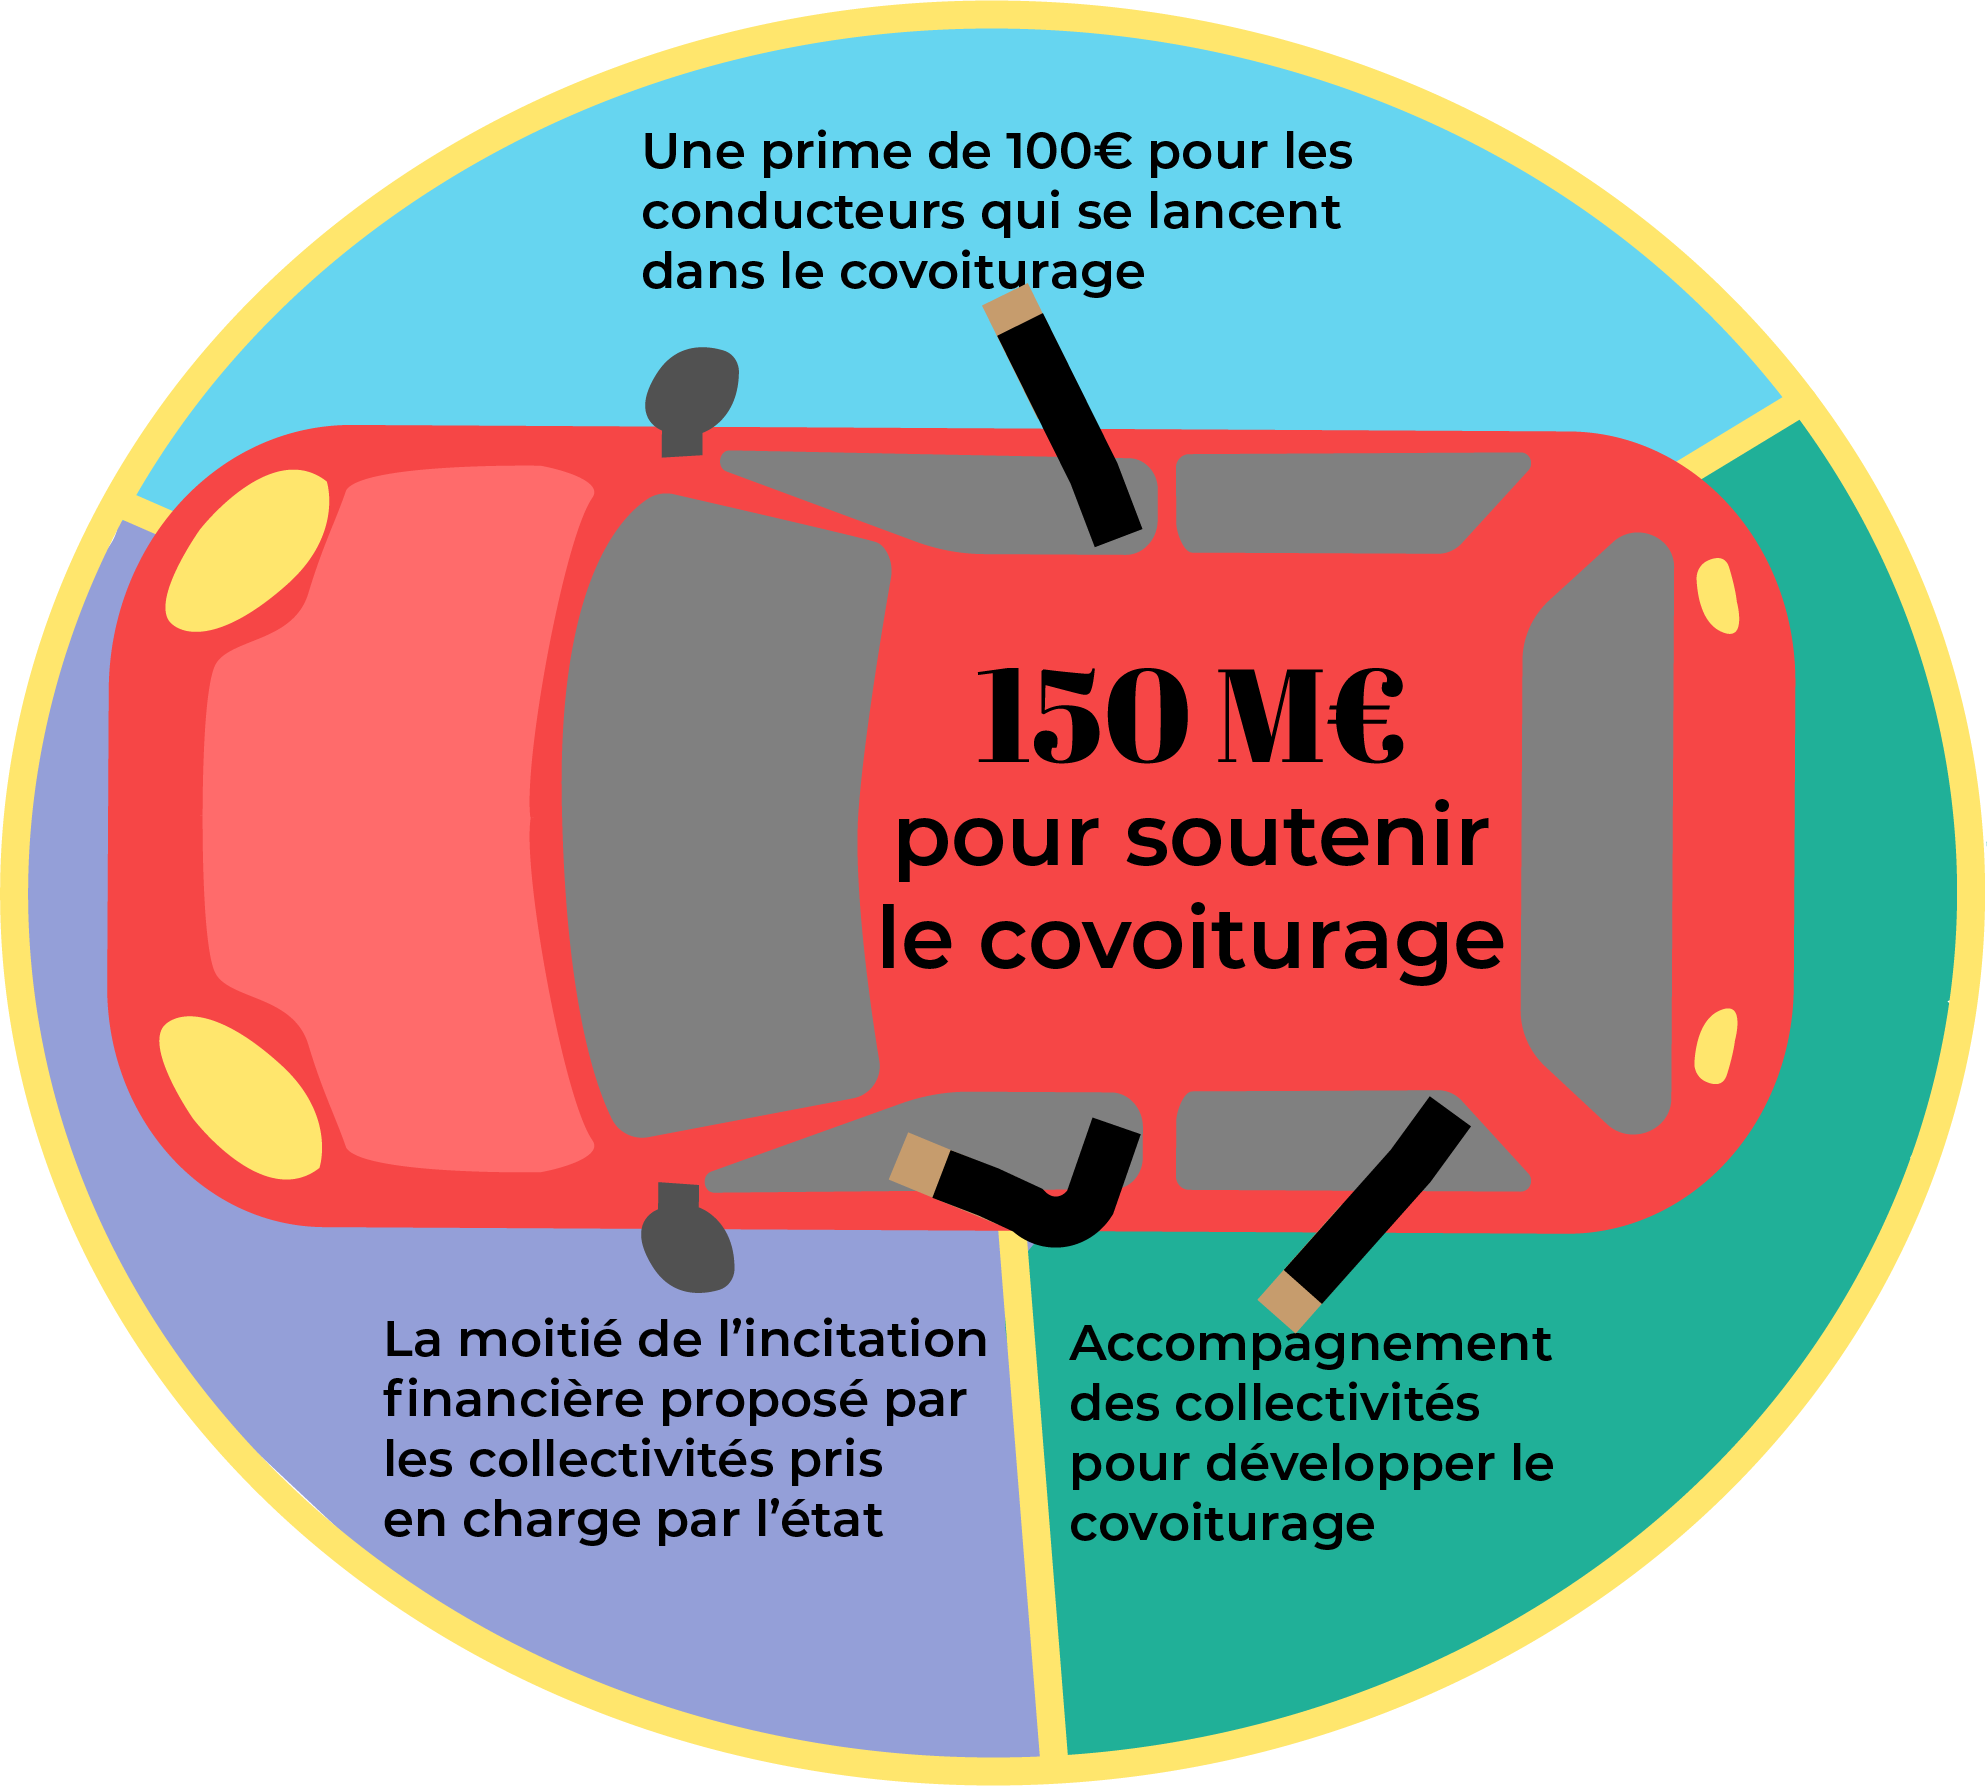 Une prime de 100€ pour les
conducteurs qui se lancent
dans le covoiturage
150 M€
pour soutenir
le covoiturage
La moitié de l'incitation
financière proposé par
les collectivités pris
en charge par l'état
Accompagnement
des collectivités
pour développer le
covoiturage